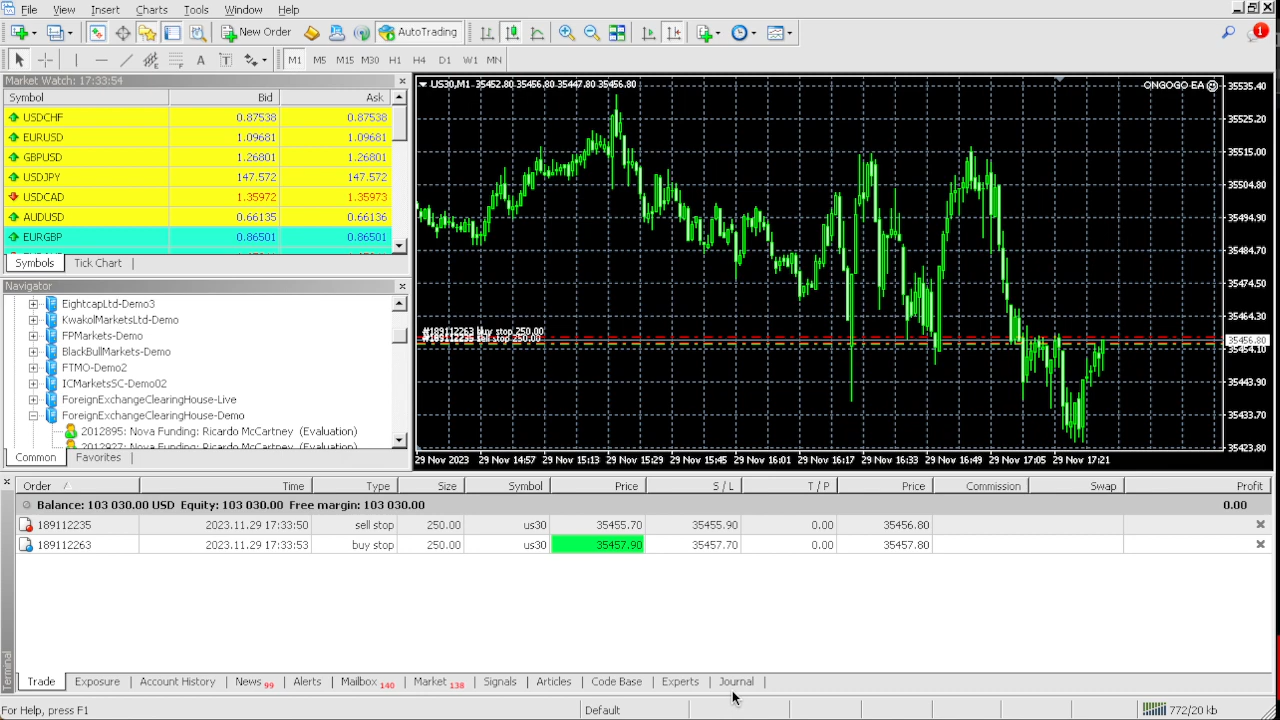 File View Insert Charts Tools Window Help
New Order AutoTrading 1
A T M1 M5 M15 M30 H1 H4 D1 W1 MN
Market Watch: 17:33:54
Symbol Bid Ask
USDCHF 0.87538 0.87538
EURUSD 1.09681 1.09681
GBPUSD 1.26801 1.26801
USDJPY 147.572 147.572
USDCAD 1.35972 1.35973
AUDUSD 0.66135 0.66136
EURGBP 0.86501 0.86501
Symbols Tick Chart
Navigator
EightcapLtd-Demo3
KwakolMarketsLtd-Demo
FPMarkets-Demo
BlackBullMarkets-Demo
FTMO-Demo2
ICMarketsSC-Demo02
ForeignExchangeClearingHouse-Live
ForeignExchangeClearingHouse-Demo
2012895: Nova Funding: Ricardo McCartney (Evaluation)
2012927: Nova Funding: Ricardo McCartney (Evaluation)
Common Favorites
US30,M1 35452.80 35456.80 35447.80 35456.80
ONGOGO EA
35535.40
35525.20
35515.00
35504.80
35494.90
35484.70
35474.50
35464.30
35456.80
35454.10
35443.90
35433.70
35423.80
#189112263 buy stop 250.00
#189112235 sell stop 250.00
29 Nov 2023 29 Nov 14:57 29 Nov 15:13 29 Nov 15:29 29 Nov 15:45 29 Nov 16:01 29 Nov 16:17 29 Nov 16:33 29 Nov 16:49 29 Nov 17:05 29 Nov 17:21
Order Time Type Size Symbol Price S / L T / P Price Commission Swap Profit
Balance: 103 030.00 USD Equity: 103 030.00 Free margin: 103 030.00 0.00
189112235 2023.11.29 17:33:50 sell stop 250.00 us30 35455.70 35455.90 0.00 35456.80
189112263 2023.11.29 17:33:53 buy stop 250.00 us30 35457.90 35457.70 0.00 35457.80
Terminal
Trade Exposure Account History News 99 Alerts Mailbox 140 Market 138 Signals Articles Code Base Experts Journal
For Help, press F1 Default 772/20 kb